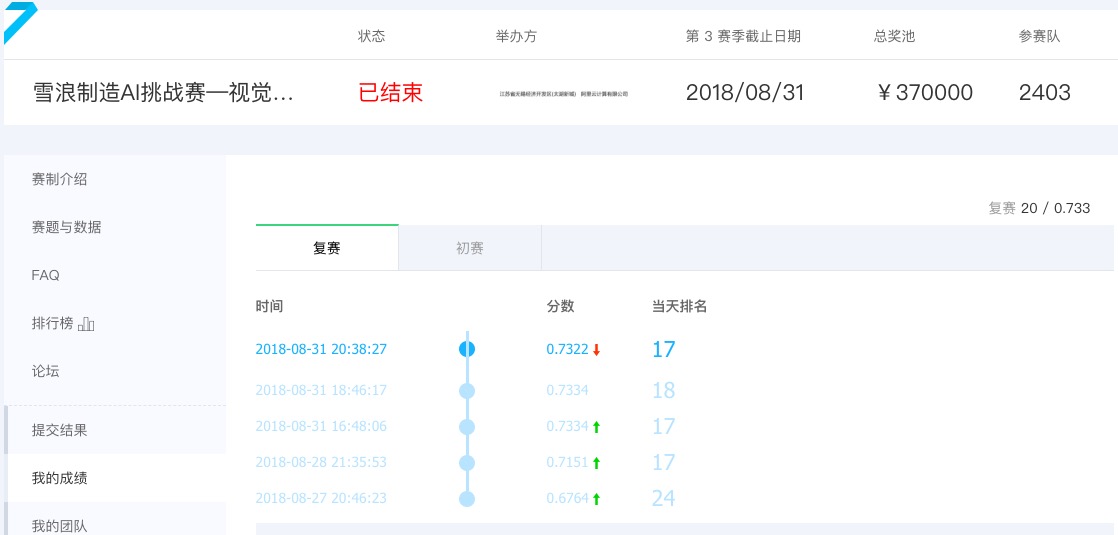 状态 举办方 第 3 赛季截止日期 总奖池 参赛队
雪浪制造AI挑战赛—视觉... 已结束 江苏省无锡经济开发区(太湖新城) 阿里云计算有限公司 2018/08/31 ￥370000 2403
赛制介绍
赛题与数据
FAQ
排行榜
论坛
提交结果
我的成绩
我的团队
复赛 20 / 0.733
复赛 初赛
时间 分数 当天排名
2018-08-31 20:38:27 0.7322 17
2018-08-31 18:46:17 0.7334 18
2018-08-31 16:48:06 0.7334 17
2018-08-28 21:35:53 0.7151 17
2018-08-27 20:46:23 0.6764 24